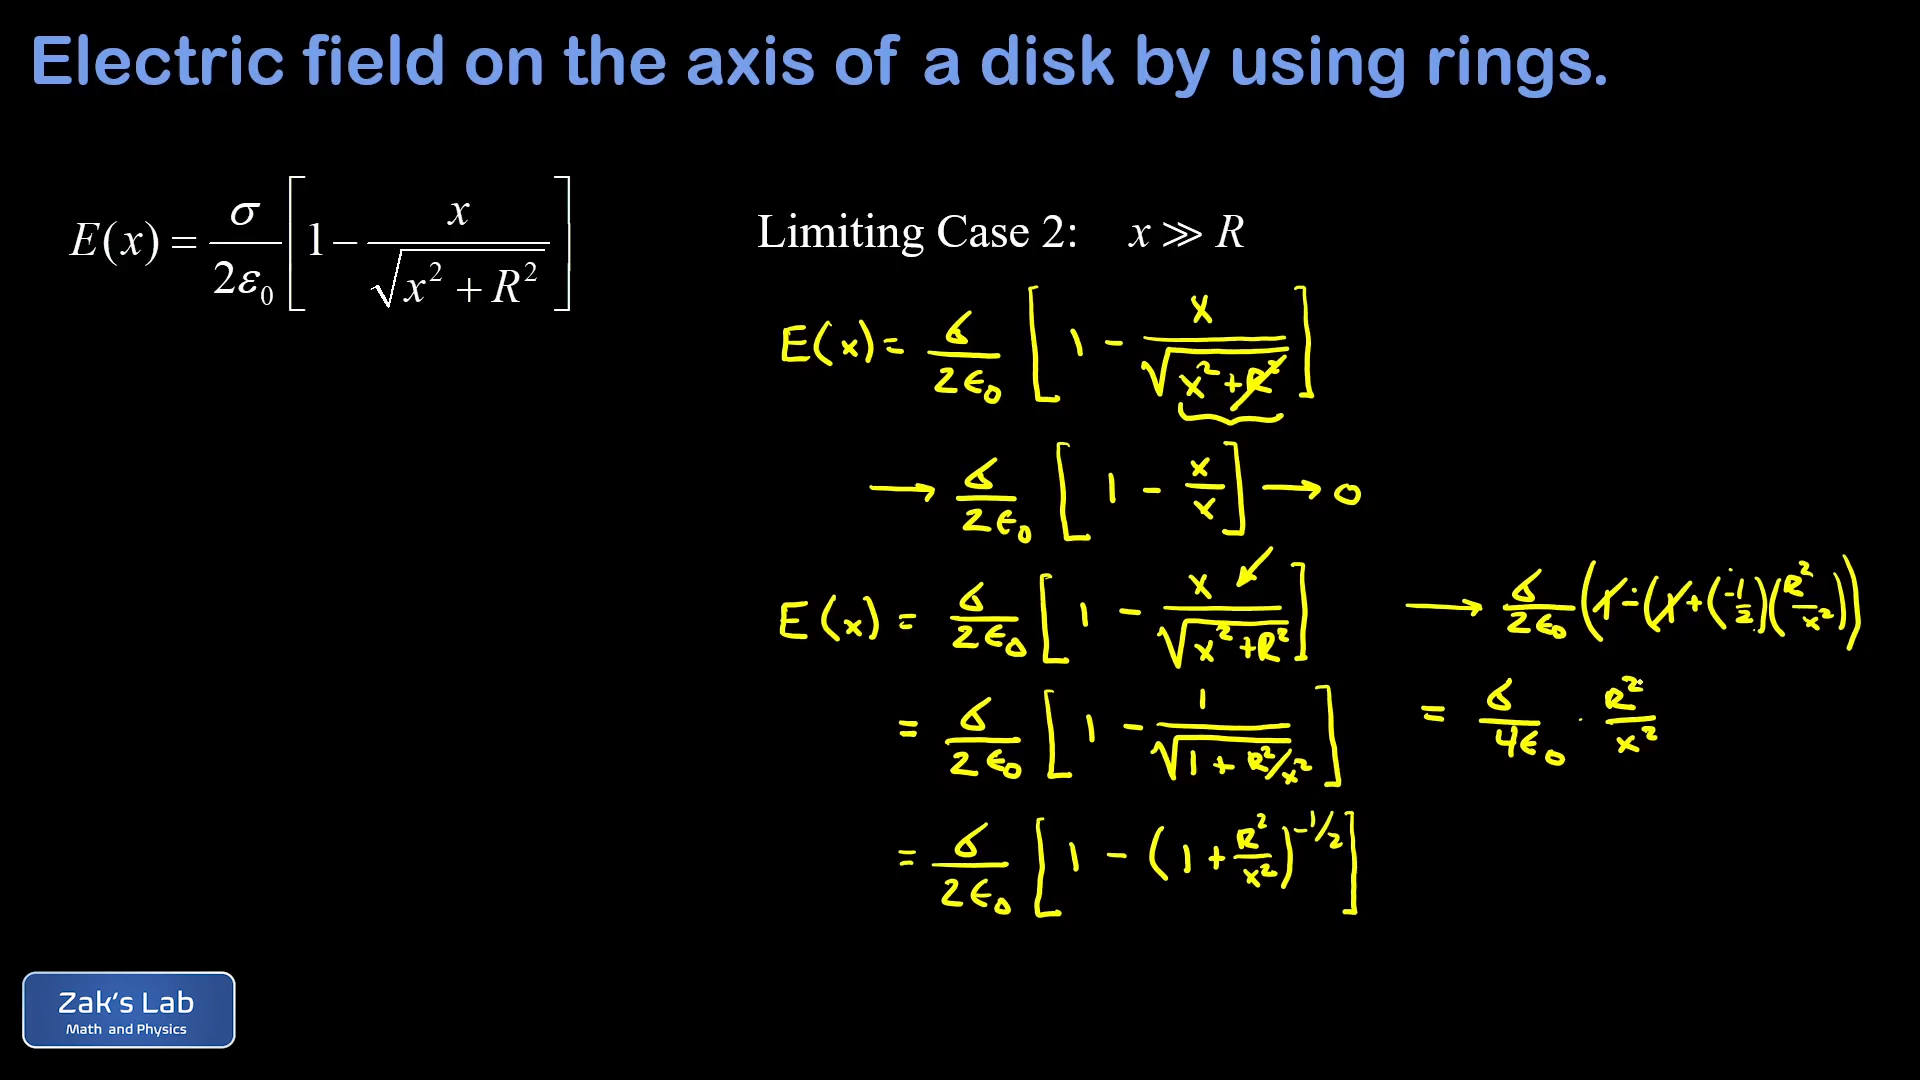 Electric field on the axis of a disk by using rings.
E(x) = σ/2ε₀ [1 − x/√(x² + R²)]
Limiting Case 2: x ≫ R
E(x) = σ/2ε₀ [1 − x/√(x² + R²)]
→ σ/2ε₀ [1 − x/x] → 0
E(x) = σ/2ε₀ [1 − x/√(x² + R²)]
= σ/2ε₀ [1 − 1/√(1 + R²/x²)]
= σ/2ε₀ [1 − (1 + R²/x²)^(−1/2)]
→ σ/2ε₀ (1 − (1 + (−1/2)(R²/x²)))
= σ/4ε₀ · R²/x²
Zak's Lab
Math and Physics